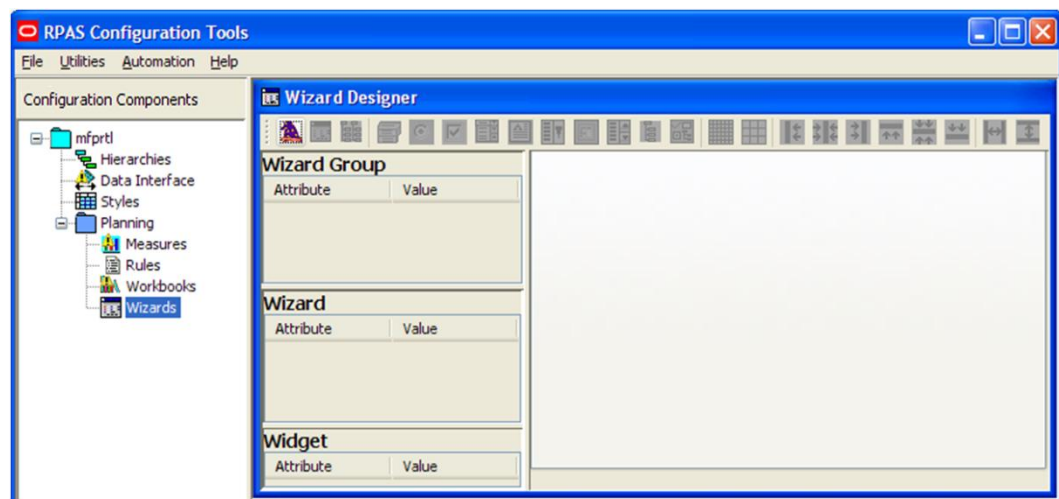 RPAS Configuration Tools
File Utilities Automation Help
Configuration Components
mfprtl
Hierarchies
Data Interface
Styles
Planning
Measures
Rules
Workbooks
Wizards
Wizard Designer
Wizard Group
Attribute Value
Wizard
Attribute Value
Widget
Attribute Value